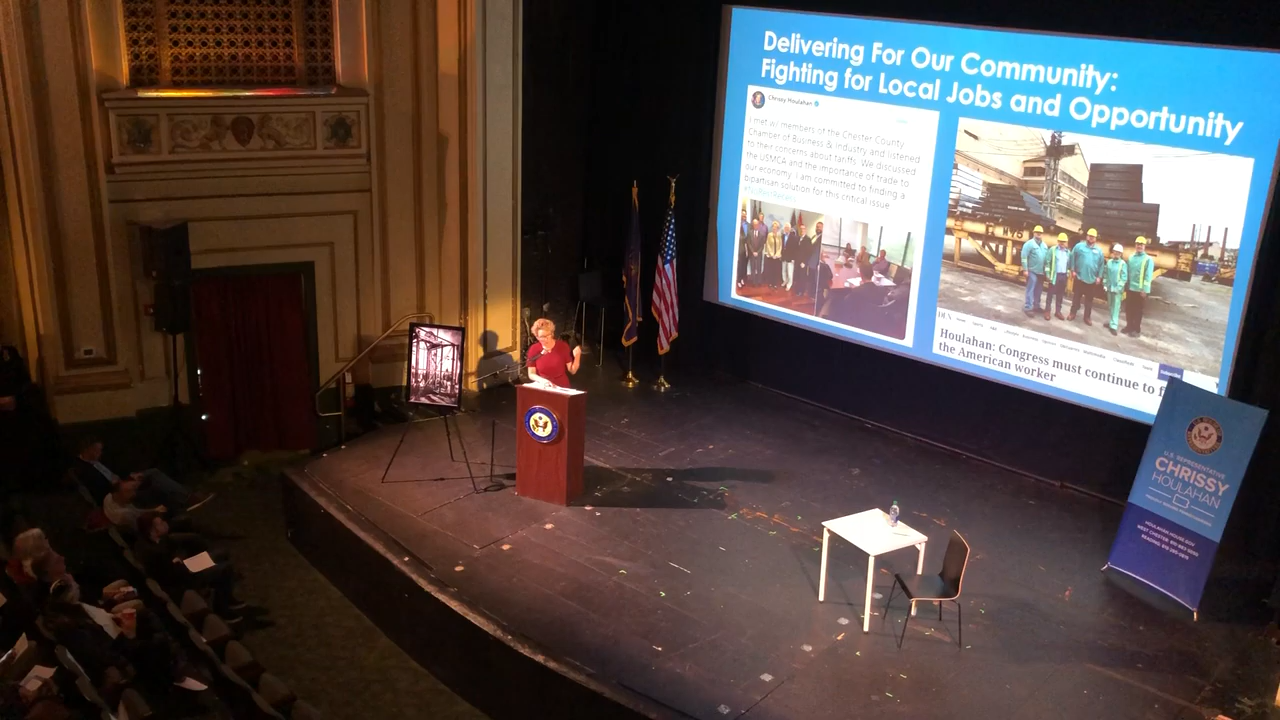 Delivering For Our Community:
Fighting for Local Jobs and Opportunity
Chrissy Houlahan
I met w/ members of the Chester County
Chamber of Business & Industry and listened
to their concerns about tariffs. We discussed
the USMCA and the importance of trade to
our economy. I am committed to finding a
bipartisan solution for this critical issue
Houlahan: Congress must continue to f
the American worker
U.S. REPRESENTATIVE
CHRISSY
HOULAHAN
WEST CHESTER:
READING: